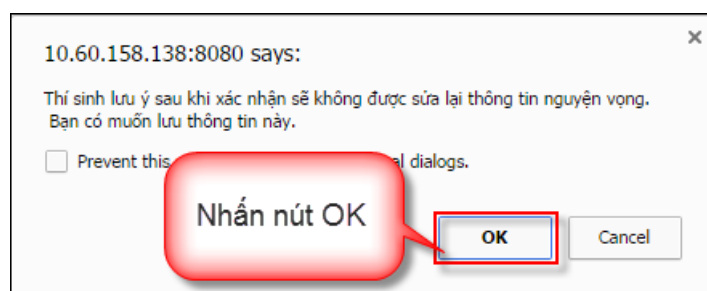 10.60.158.138:8080 says:
Thí sinh lưu ý sau khi xác nhận sẽ không được sửa lại thông tin nguyện vọng.
Bạn có muốn lưu thông tin này.
Prevent this al dialogs.
Nhấn nút OK
OK Cancel